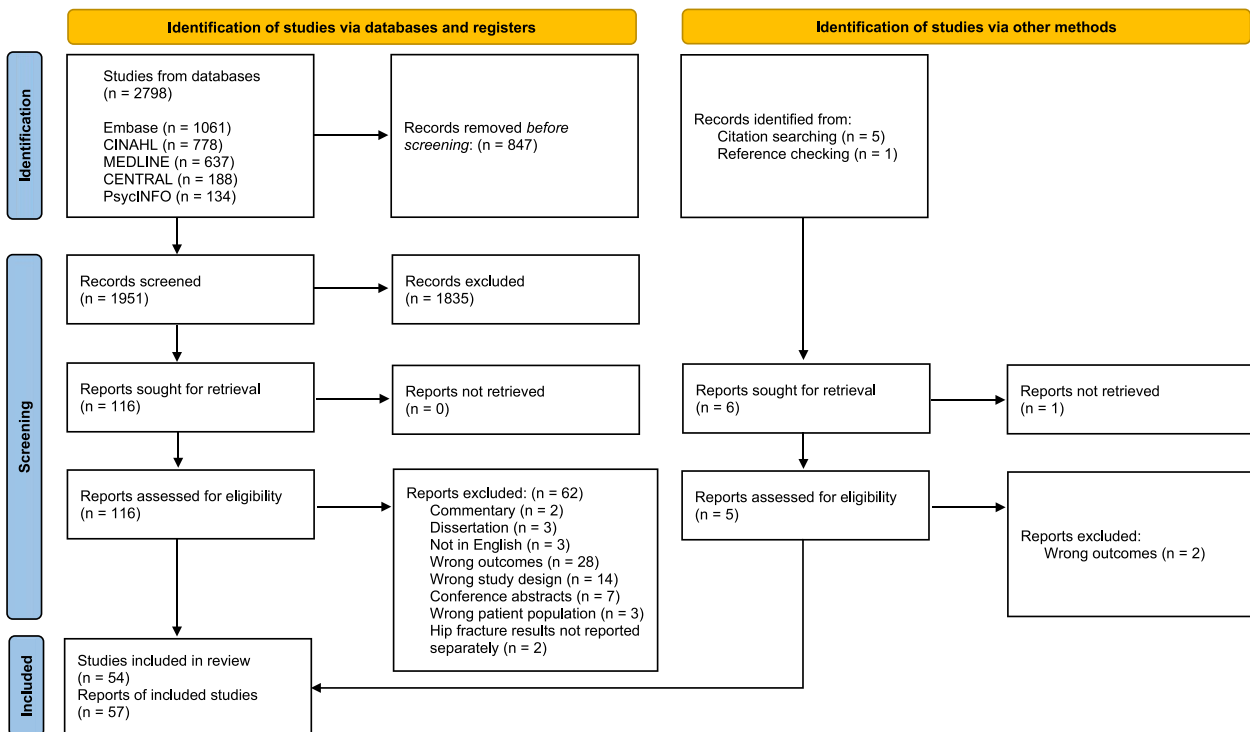 Identification of studies via databases and registers
Identification of studies via other methods
Identification
Studies from databases
(n = 2798)
Embase (n = 1061)
CINAHL (n = 778)
MEDLINE (n = 637)
CENTRAL (n = 188)
PsycINFO (n = 134)
Records removed before
screening: (n = 847)
Records identified from:
Citation searching (n = 5)
Reference checking (n = 1)
Screening
Records screened
(n = 1951)
Records excluded
(n = 1835)
Reports sought for retrieval
(n = 116)
Reports not retrieved
(n = 0)
Reports sought for retrieval
(n = 6)
Reports not retrieved
(n = 1)
Reports assessed for eligibility
(n = 116)
Reports excluded: (n = 62)
Commentary (n = 2)
Dissertation (n = 3)
Not in English (n = 3)
Wrong outcomes (n = 28)
Wrong study design (n = 14)
Conference abstracts (n = 7)
Wrong patient population (n = 3)
Hip fracture results not reported
separately (n = 2)
Reports assessed for eligibility
(n = 5)
Reports excluded:
Wrong outcomes (n = 2)
Included
Studies included in review
(n = 54)
Reports of included studies
(n = 57)